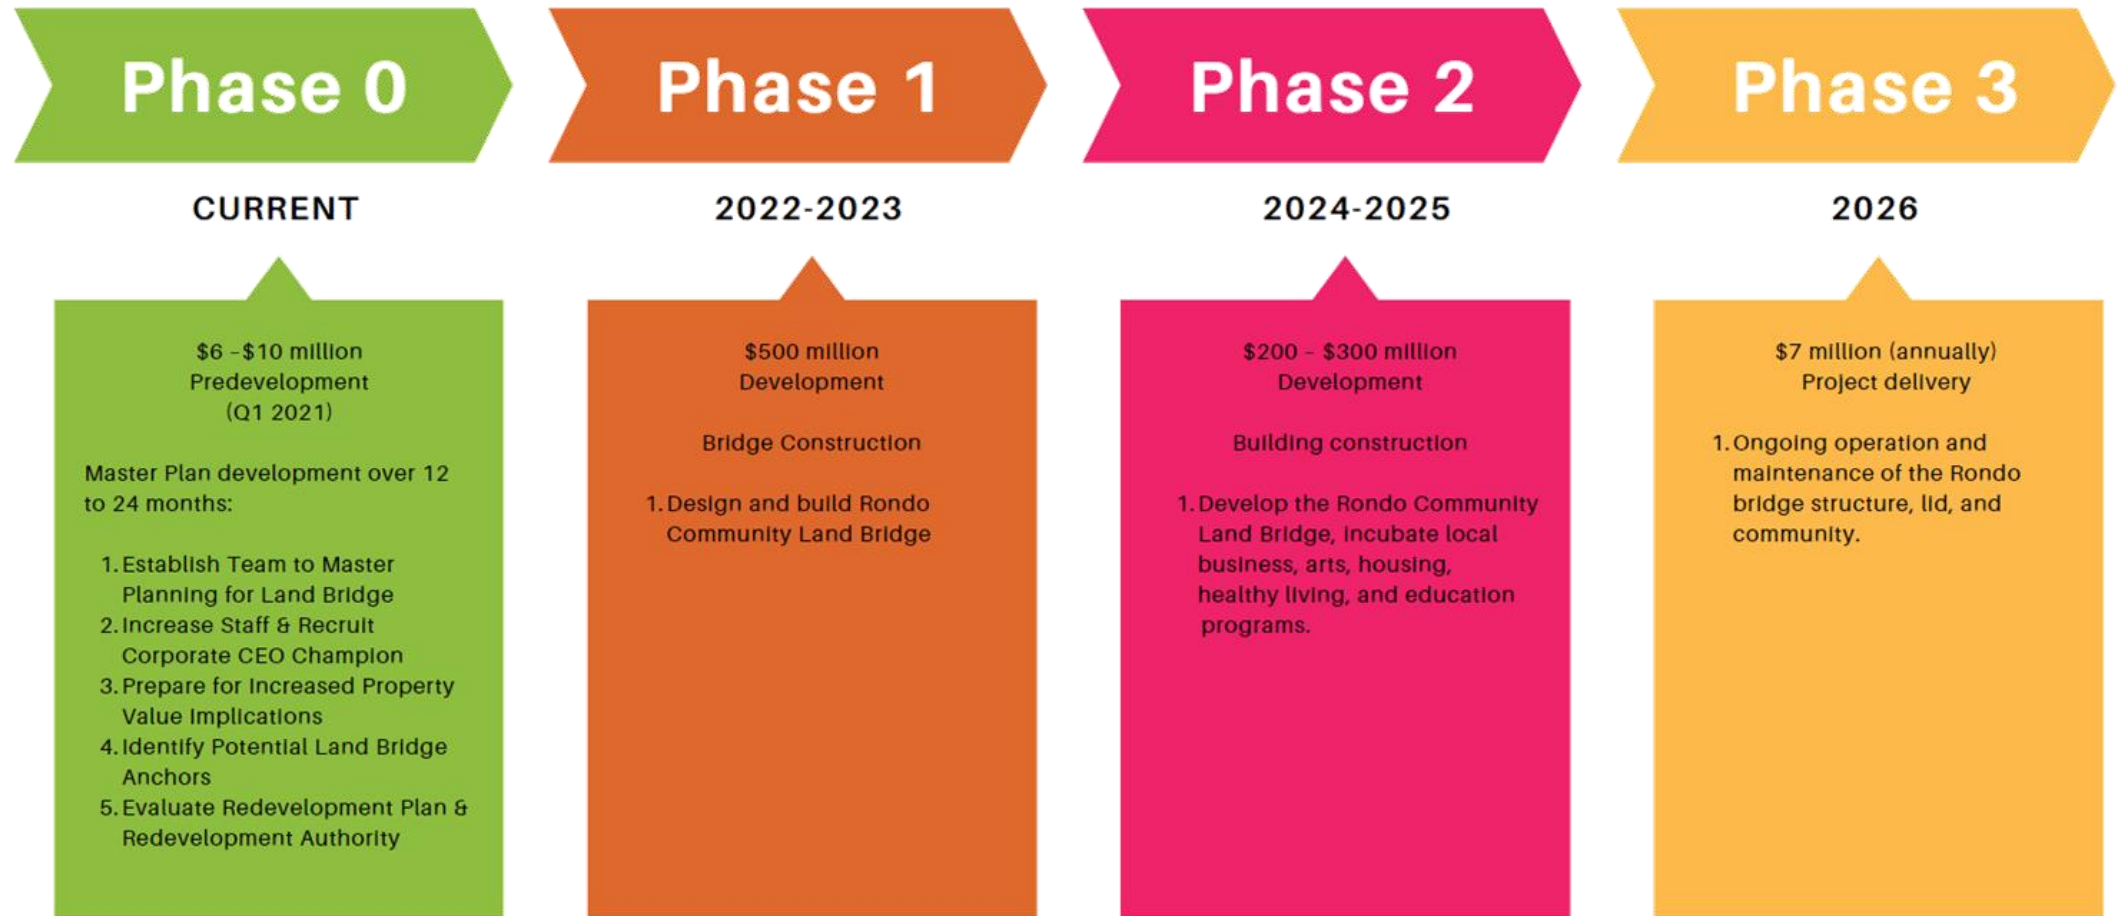 Phase 0
CURRENT
$6 –$10 million
Predevelopment
(Q1 2021)
Master Plan development over 12
to 24 months:
1. Establish Team to Master
Planning for Land Bridge
2. Increase Staff & Recruit
Corporate CEO Champion
3. Prepare for Increased Property
Value Implications
4. Identify Potential Land Bridge
Anchors
5. Evaluate Redevelopment Plan &
Redevelopment Authority
Phase 1
2022-2023
$500 million
Development
Bridge Construction
1. Design and build Rondo
Community Land Bridge
Phase 2
2024-2025
$200 – $300 million
Development
Building construction
1. Develop the Rondo Community
Land Bridge, incubate local
business, arts, housing,
healthy living, and education
programs.
Phase 3
2026
$7 million (annually)
Project delivery
1. Ongoing operation and
maintenance of the Rondo
bridge structure, lid, and
community.